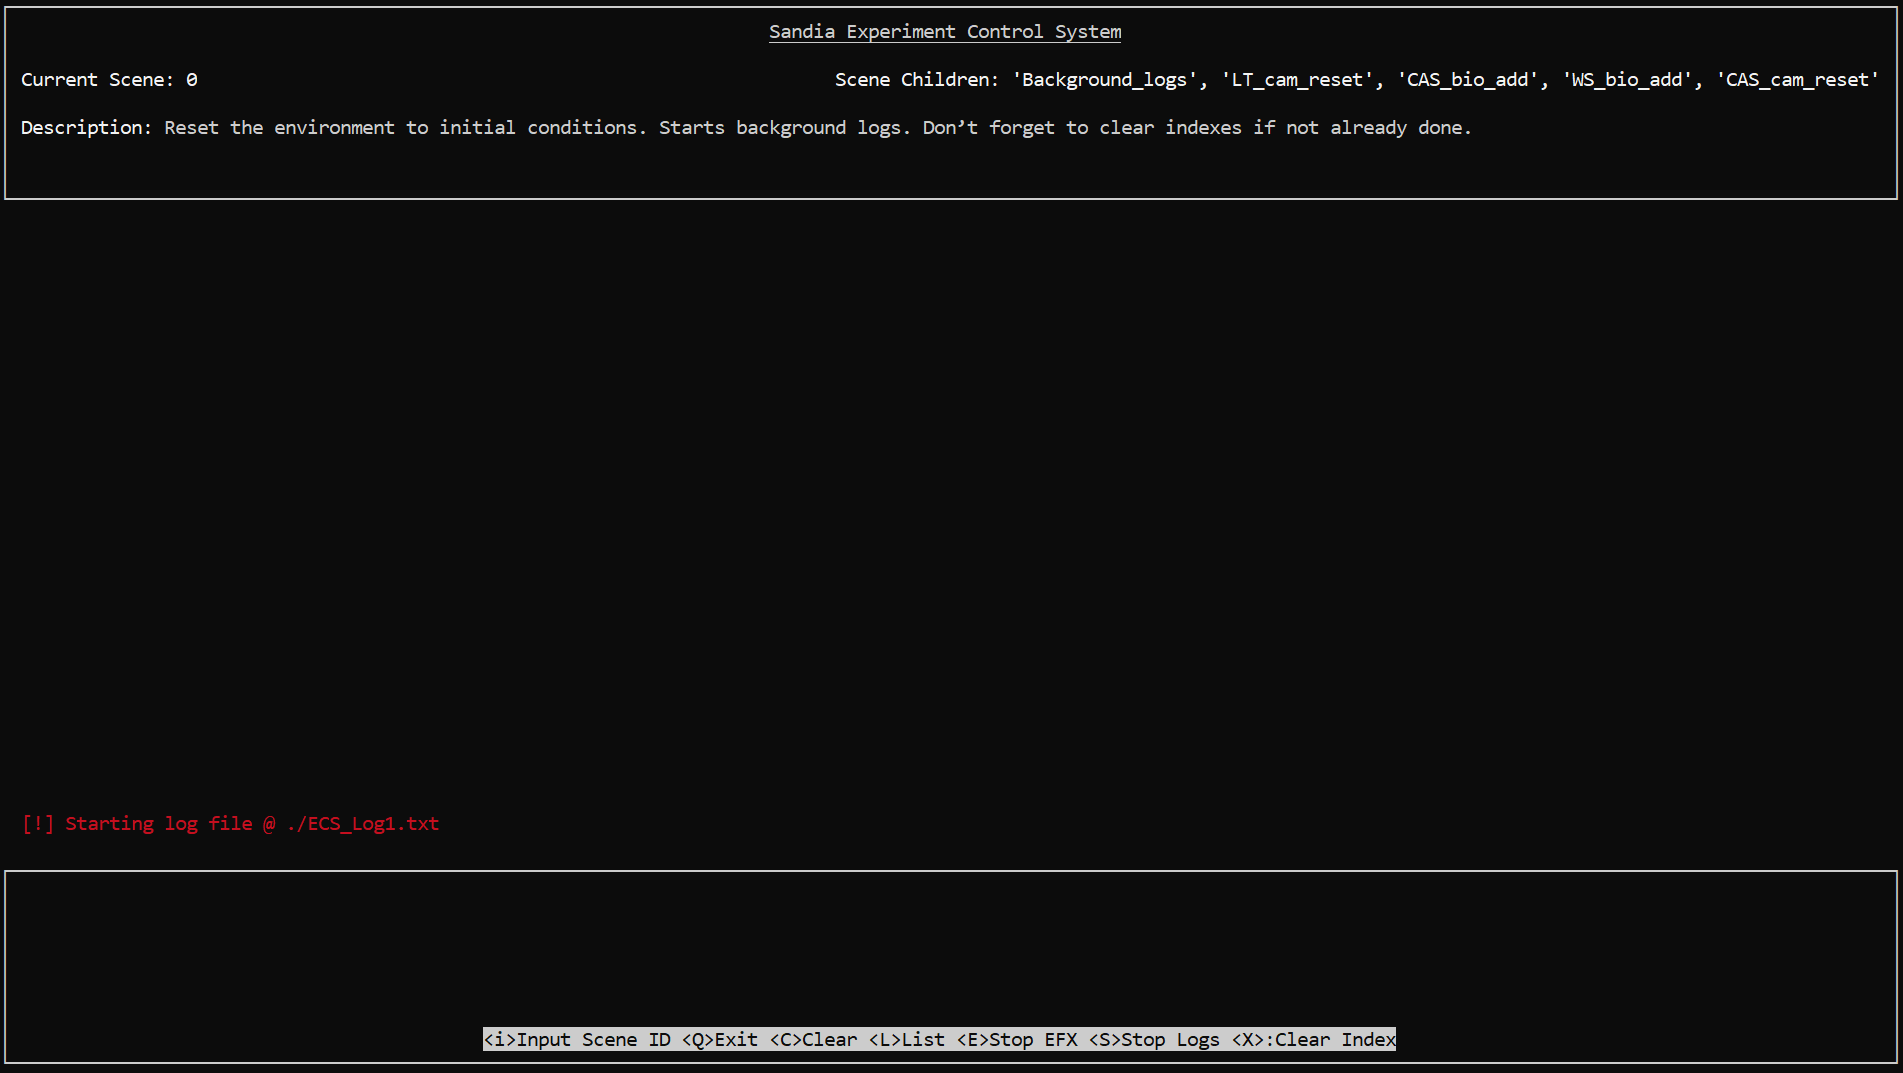 Sandia Experiment Control System
Current Scene: 0 Scene Children: 'Background_logs', 'LT_cam_reset', 'CAS_bio_add', 'WS_bio_add', 'CAS_cam_reset'
Description: Reset the environment to initial conditions. Starts background logs. Don’t forget to clear indexes if not already done.
[!] Starting log file @ ./ECS_Log1.txt
<i>Input Scene ID <Q>Exit <C>Clear <L>List <E>Stop EFX <S>Stop Logs <X>:Clear Index